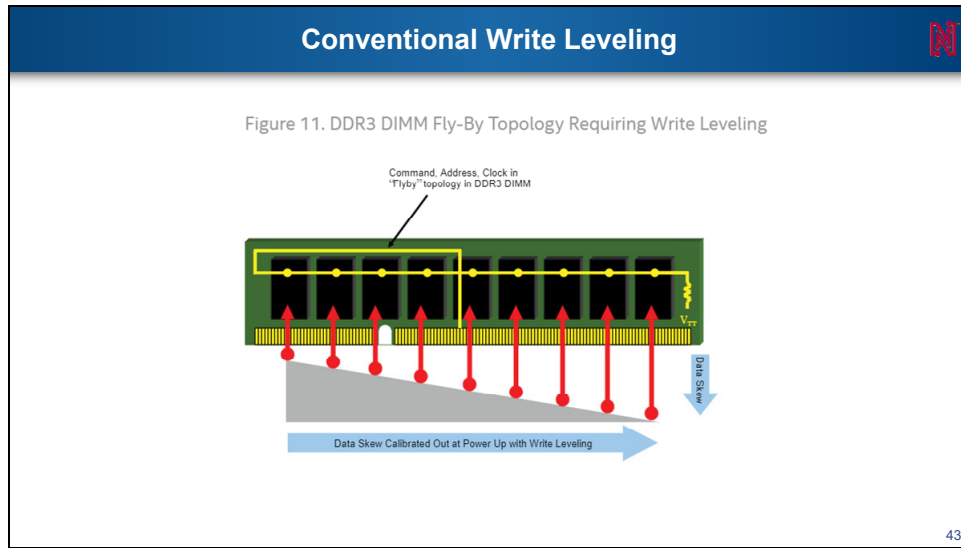 Conventional Write Leveling
N
Figure 11. DDR3 DIMM Fly-By Topology Requiring Write Leveling
Command, Address, Clock in
"Flyby" topology in DDR3 DIMM
VTT
Data Skew
Data Skew Calibrated Out at Power Up with Write Leveling
43